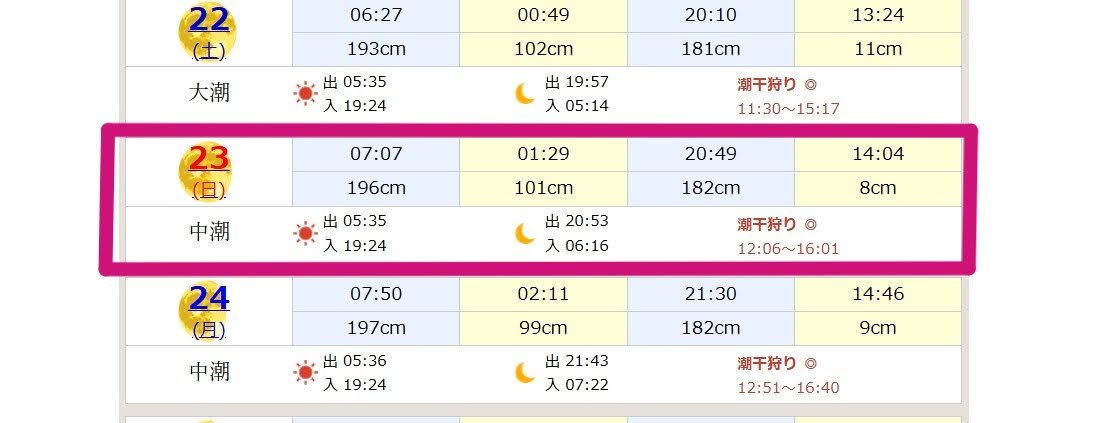 22 06:27 00:49 20:10 13:24
(土) 193cm 102cm 181cm 11cm
大潮 出 05:35 出 19:57 潮干狩り ◎
入 19:24 入 05:14 11:30～15:17
23 07:07 01:29 20:49 14:04
(日) 196cm 101cm 182cm 8cm
中潮 出 05:35 出 20:53 潮干狩り ◎
入 19:24 入 06:16 12:06～16:01
24 07:50 02:11 21:30 14:46
(月) 197cm 99cm 182cm 9cm
中潮 出 05:36 出 21:43 潮干狩り ◎
入 19:24 入 07:22 12:51～16:40